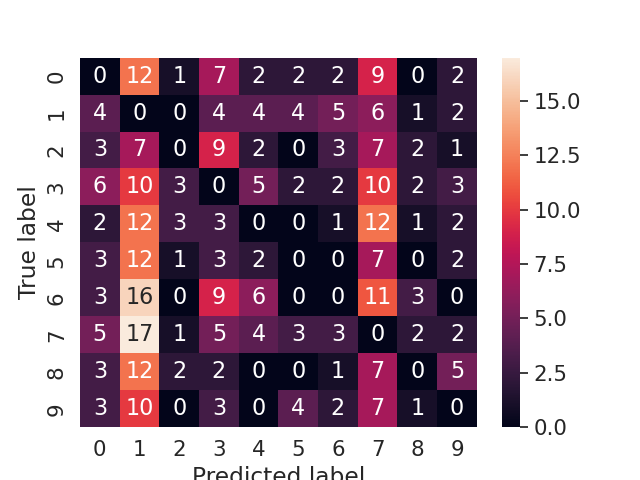 0 0 12 1 7 2 2 2 9 0 2
1 4 0 0 4 4 4 5 6 1 2
2 3 7 0 9 2 0 3 7 2 1
3 6 10 3 0 5 2 2 10 2 3
4 2 12 3 3 0 0 1 12 1 2
5 3 12 1 3 2 0 0 7 0 2
6 3 16 0 9 6 0 0 11 3 0
7 5 17 1 5 4 3 3 0 2 2
8 3 12 2 2 0 0 1 7 0 5
9 3 10 0 3 0 4 2 7 1 0
0 1 2 3 4 5 6 7 8 9
True label
Predicted label
15.0
12.5
10.0
7.5
5.0
2.5
0.0